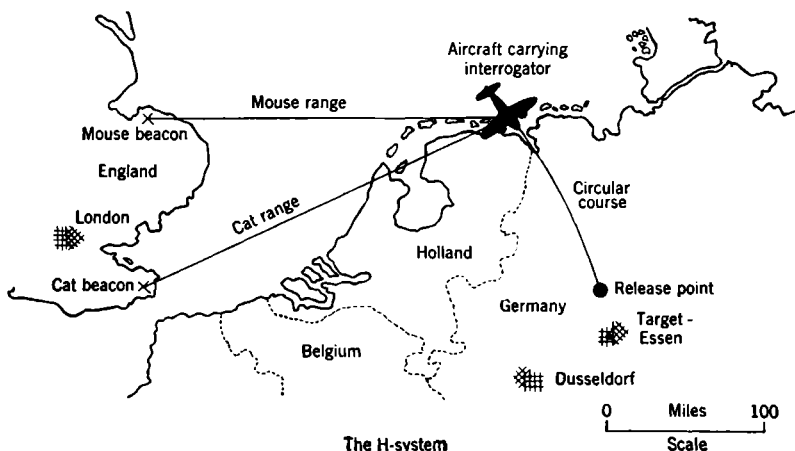 Aircraft carrying
interrogator
Mouse range
Mouse beacon
England
London
Cat range
Circular
course
Holland
Cat beacon
Release point
Germany
Target -
Essen
Belgium
Dusseldorf
0 Miles 100
The H-system
Scale